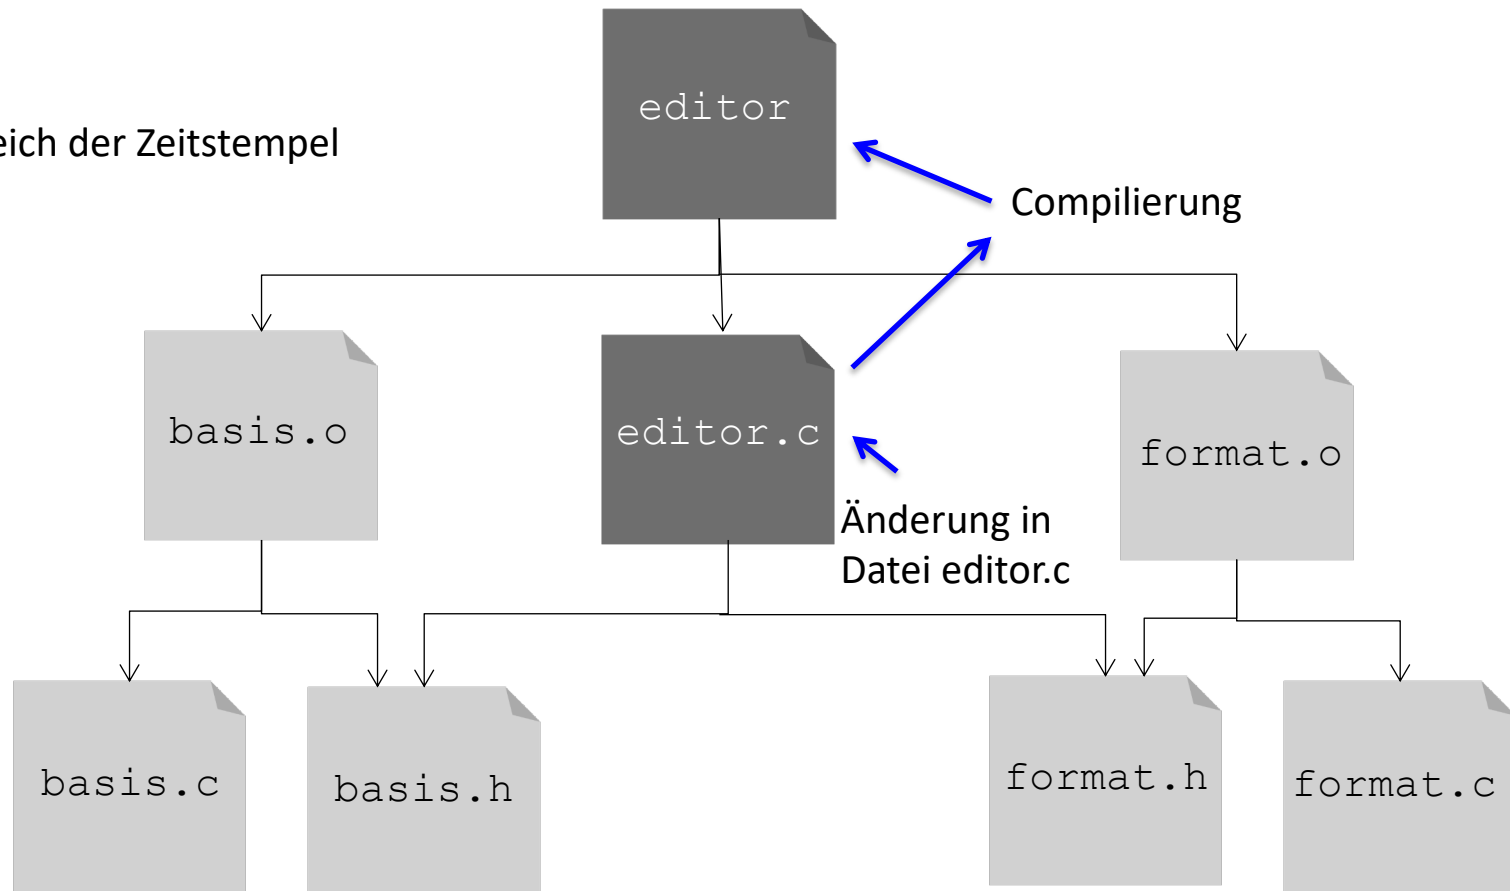 editor
eich der Zeitstempel
Compilierung
basis.o
editor.c
format.o
Änderung in
Datei editor.c
basis.c
basis.h
format.h
format.c